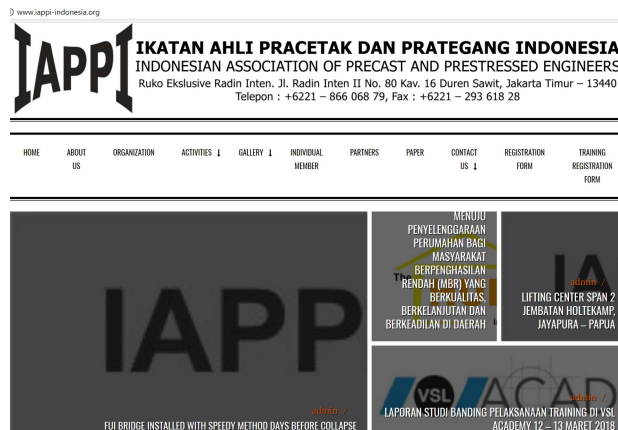 www.iappi-indonesia.org
IAPPI
IKATAN AHLI PRACETAK DAN PRATEGANG INDONESIA
INDONESIAN ASSOCIATION OF PRECAST AND PRESTRESSED ENGINEERS
Ruko Ekslusive Radin Inten. Jl. Radin Inten II No. 80 Kav. 16 Duren Sawit, Jakarta Timur – 13440
Telepon : +6221 – 866 068 79, Fax : +6221 – 293 618 28
HOME ABOUT ORGANIZATION ACTIVITIES ↓ GALLERY ↓ INDIVIDUAL PARTNERS PAPER CONTACT REGISTRATION TRAINING
US MEMBER US ↓ FORM REGISTRATION
FORM
IAPPI
admin /
FUI BRIDGE INSTALLED WITH SPEEDY METHOD DAYS BEFORE COLLAPSE
MENUJU
PENYELENGGARAAN
PERUMAHAN BAGI
MASYARAKAT
BERPENGHASILAN
The
RENDAH (MBR) YANG
BERKUALITAS,
BERKELANJUTAN DAN
BERKEADILAN DI DAERAH
IA
admin /
LIFTING CENTER SPAN 2
JEMBATAN HOLTEKAMP,
JAYAPURA – PAPUA
VSL ACAD
admin /
LAPORAN STUDI BANDING PELAKSANAAN TRAINING DI VSL
ACADEMY 12 – 13 MARET 2018